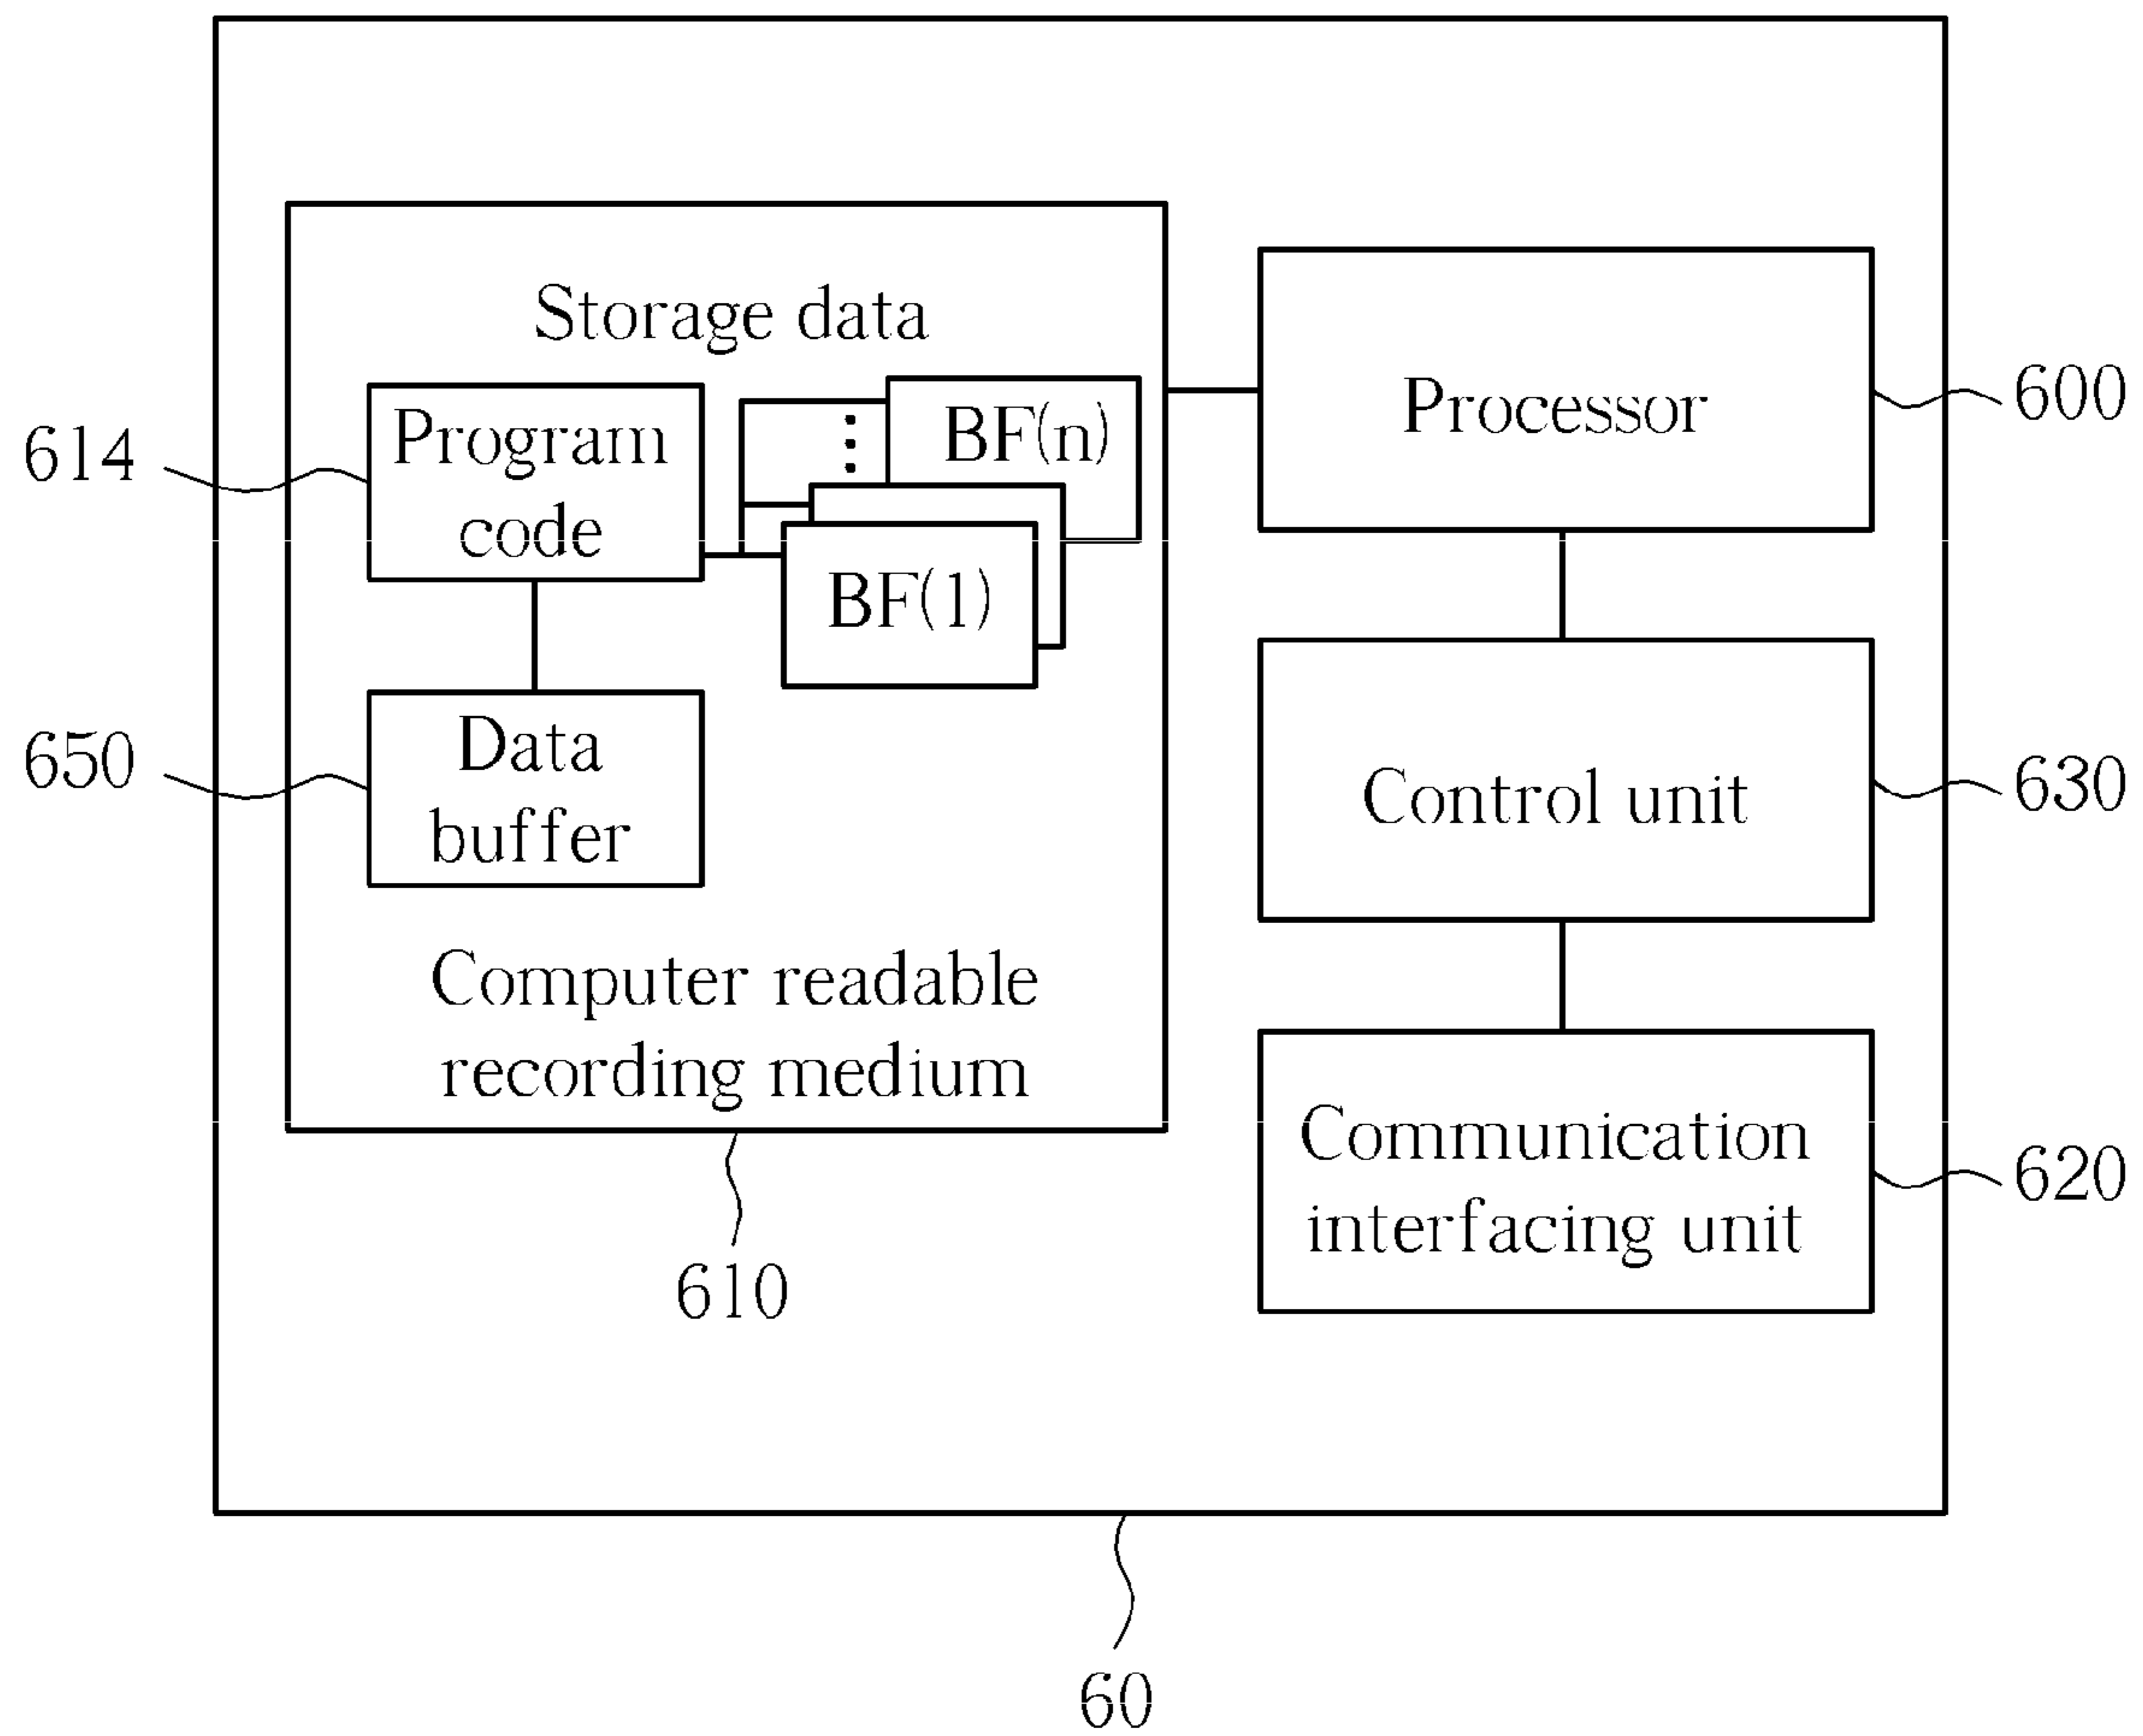 Storage data
Program
code
BF(n)
BF(1)
Data
buffer
Computer readable
recording medium
Processor
Control unit
Communication
interfacing unit
614
650
610
600
630
620
60